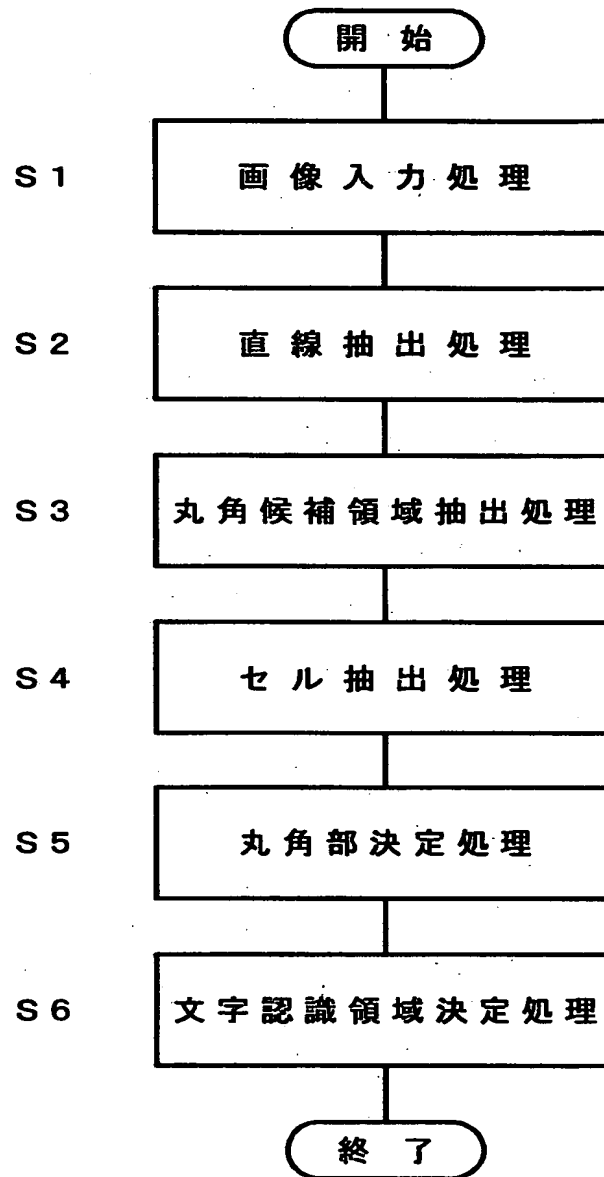 開始
S1 画像入力処理
S2 直線抽出処理
S3 丸角候補領域抽出処理
S4 セル抽出処理
S5 丸角部決定処理
S6 文字認識領域決定処理
終了